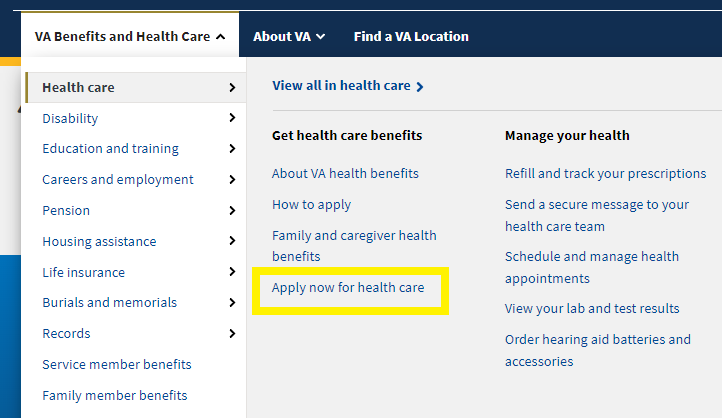 VA Benefits and Health Care
About VA
Find a VA Location
Health care
Disability
Education and training
Careers and employment
Pension
Housing assistance
Life insurance
Burials and memorials
Records
Service member benefits
Family member benefits
View all in health care
Get health care benefits
About VA health benefits
How to apply
Family and caregiver health
benefits
Apply now for health care
Manage your health
Refill and track your prescriptions
Send a secure message to your
health care team
Schedule and manage health
appointments
View your lab and test results
Order hearing aid batteries and
accessories